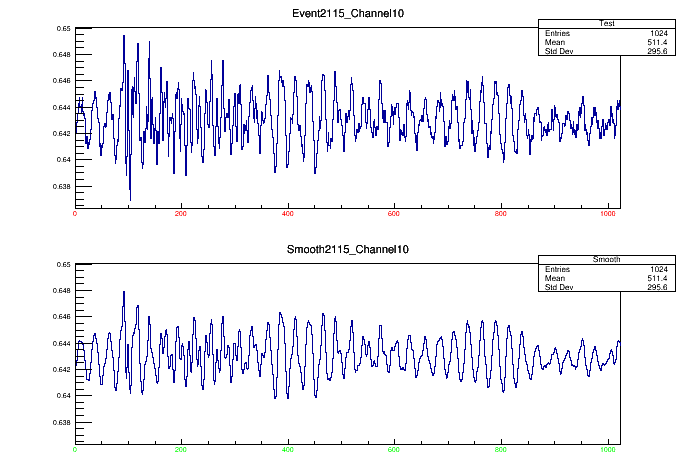 Event2115_Channel10
Test
Entries 1024
Mean 511.4
Std Dev 295.6
0.65
0.648
0.646
0.644
0.642
0.64
0.638
0 200 400 600 800 1000
Smooth2115_Channel10
Smooth
Entries 1024
Mean 511.4
Std Dev 295.6
0.65
0.648
0.646
0.644
0.642
0.64
0.638
0 200 400 600 800 1000